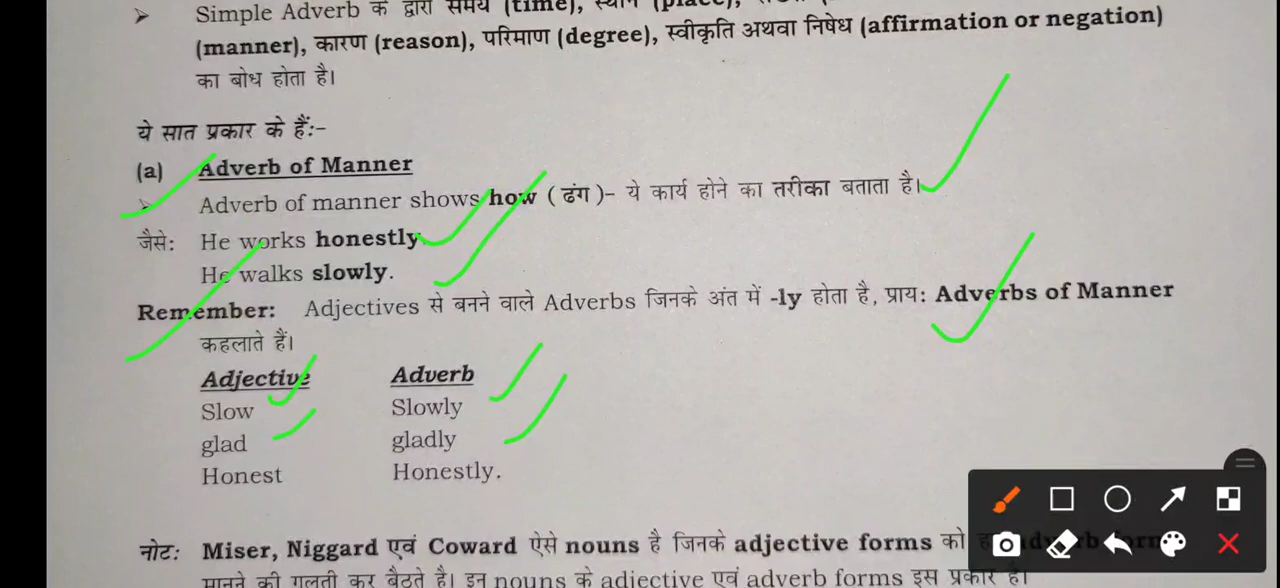 Simple Adverb के द्वारा समय (time), स्थान (place),
(manner), कारण (reason), परिमाण (degree), स्वीकृति अथवा निषेध (affirmation or negation)
का बोध होता है।
ये सात प्रकार के हैं:-
(a) Adverb of Manner
Adverb of manner shows how ( ढंग )- ये कार्य होने का तरीका बताता है।
जैसे: He works honestly.
He walks slowly.
Remember: Adjectives से बनने वाले Adverbs जिनके अंत में -ly होता है, प्राय: Adverbs of Manner
कहलाते हैं।
Adjective Adverb
Slow Slowly
glad gladly
Honest Honestly.
नोट: Miser, Niggard एवं Coward ऐसे nouns है जिनके adjective forms को
मानने की गलती कर बैठते है। इन nouns के adjective एवं adverb forms इस प्रकार है।